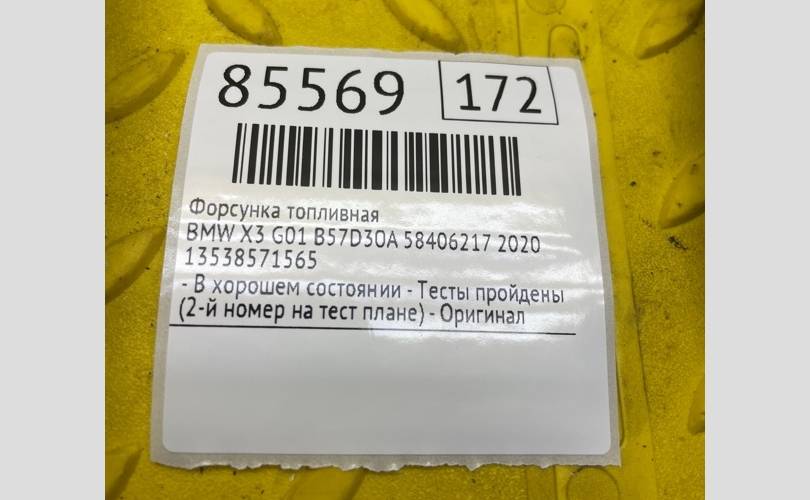 85569 172
Форсунка топливная
BMW X3 G01 B57D30A 58406217 2020
13538571565
- В хорошем состоянии - Тесты пройдены
(2-й номер на тест плане) - Оригинал